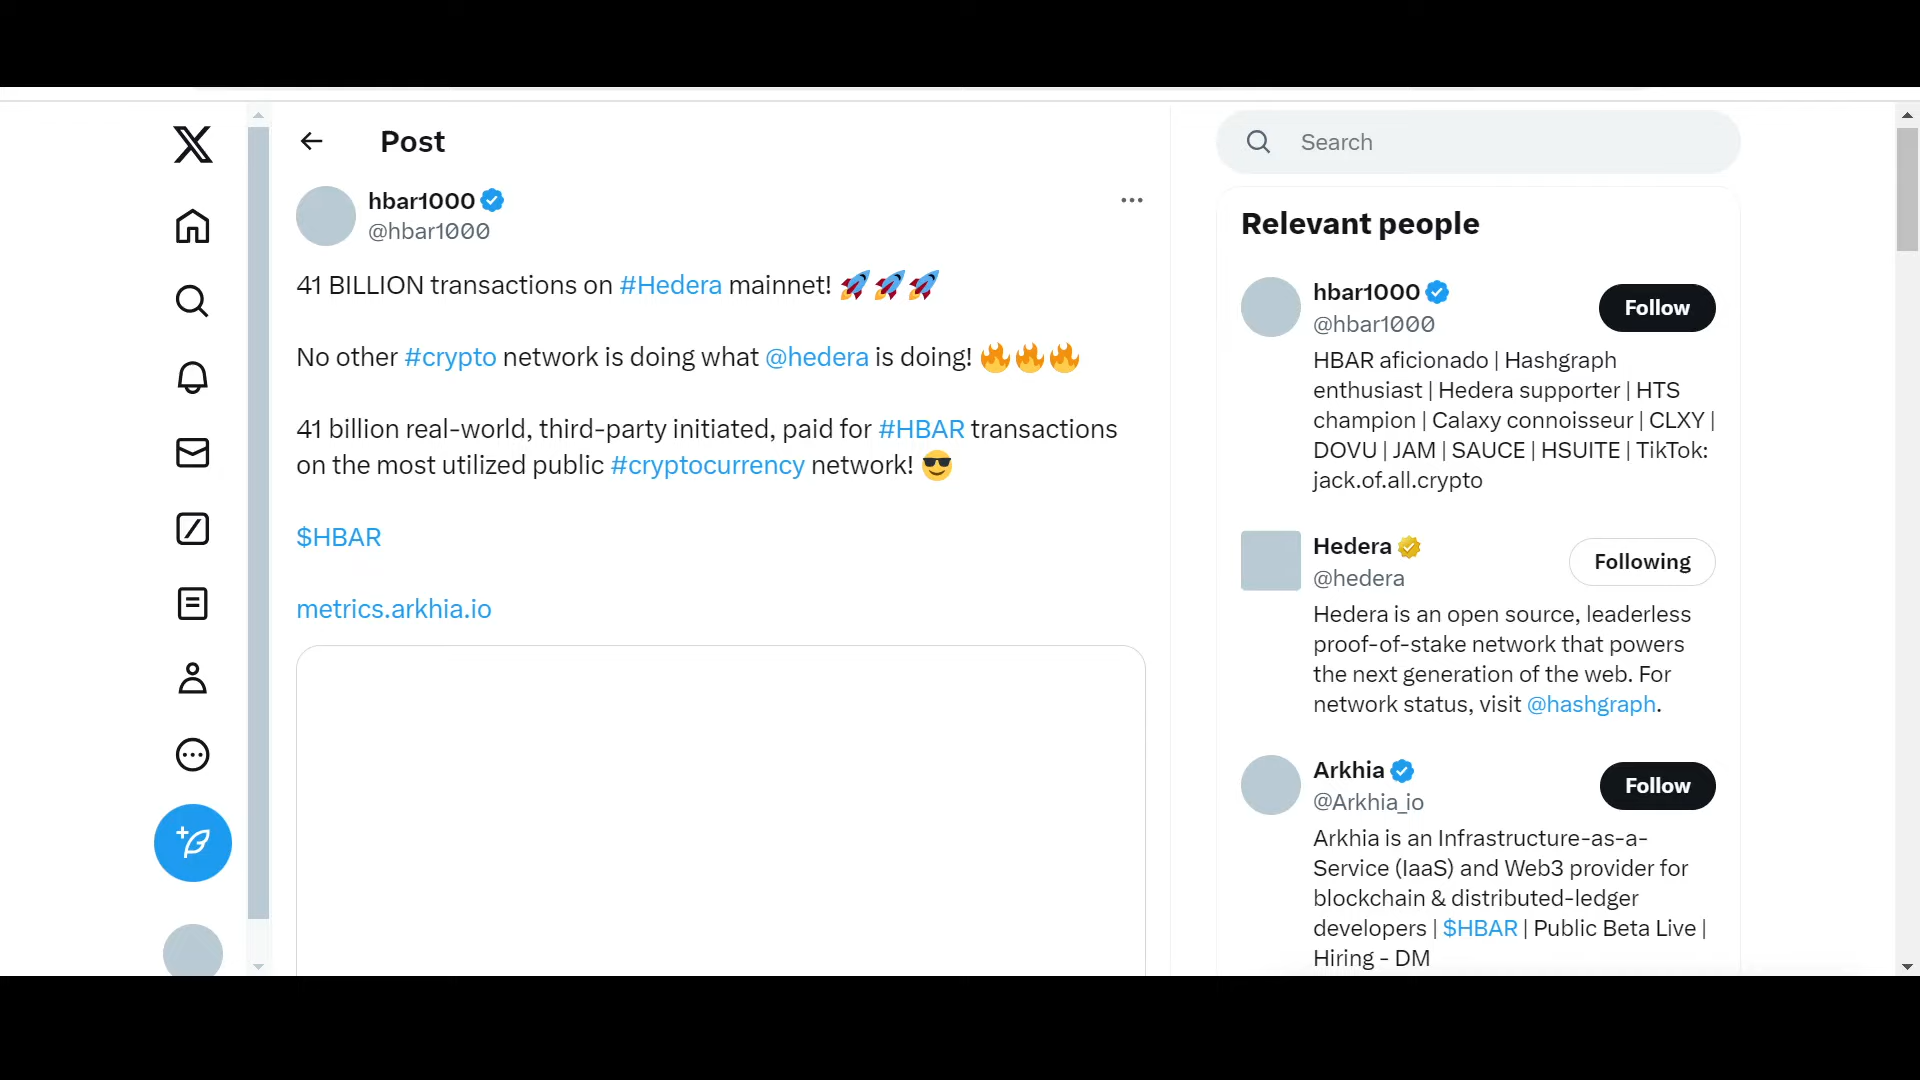 Post
Search
hbar1000
@hbar1000
41 BILLION transactions on #Hedera mainnet! 🚀🚀🚀
No other #crypto network is doing what @hedera is doing! 🔥🔥🔥
41 billion real-world, third-party initiated, paid for #HBAR transactions
on the most utilized public #cryptocurrency network! 😎
$HBAR
metrics.arkhia.io
Relevant people
hbar1000
@hbar1000
Follow
HBAR aficionado | Hashgraph
enthusiast | Hedera supporter | HTS
champion | Calaxy connoisseur | CLXY |
DOVU | JAM | SAUCE | HSUITE | TikTok:
jack.of.all.crypto
Hedera
@hedera
Following
Hedera is an open source, leaderless
proof-of-stake network that powers
the next generation of the web. For
network status, visit @hashgraph.
Arkhia
@Arkhia_io
Follow
Arkhia is an Infrastructure-as-a-
Service (IaaS) and Web3 provider for
blockchain & distributed-ledger
developers | $HBAR | Public Beta Live |
Hiring - DM